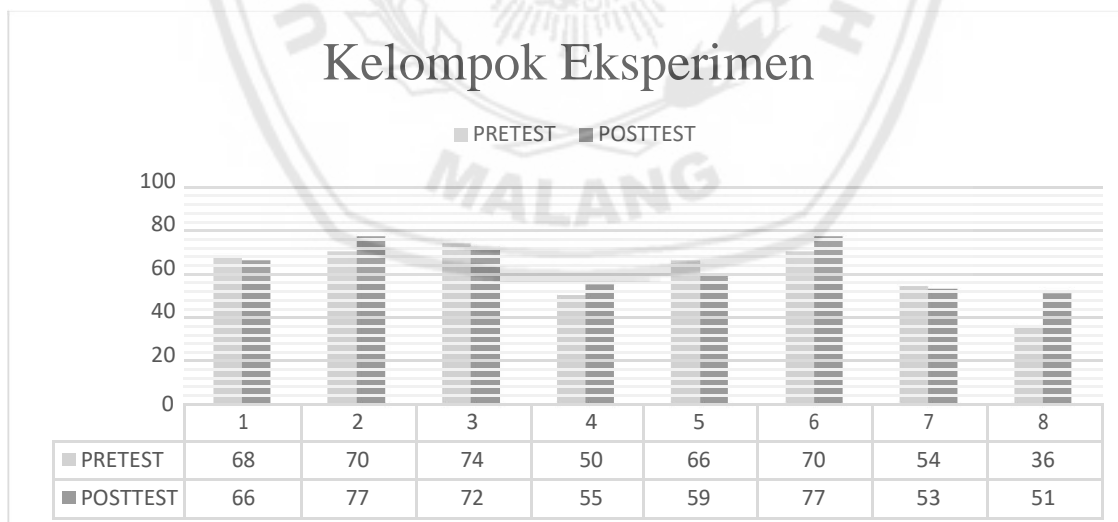 U H
Kelompok Eksperimen
PRETEST POSTTEST
MALANG
100
80
60
40
20
0
1 2 3 4 5 6 7 8
PRETEST 68 70 74 50 66 70 54 36
POSTTEST 66 77 72 55 59 77 53 51